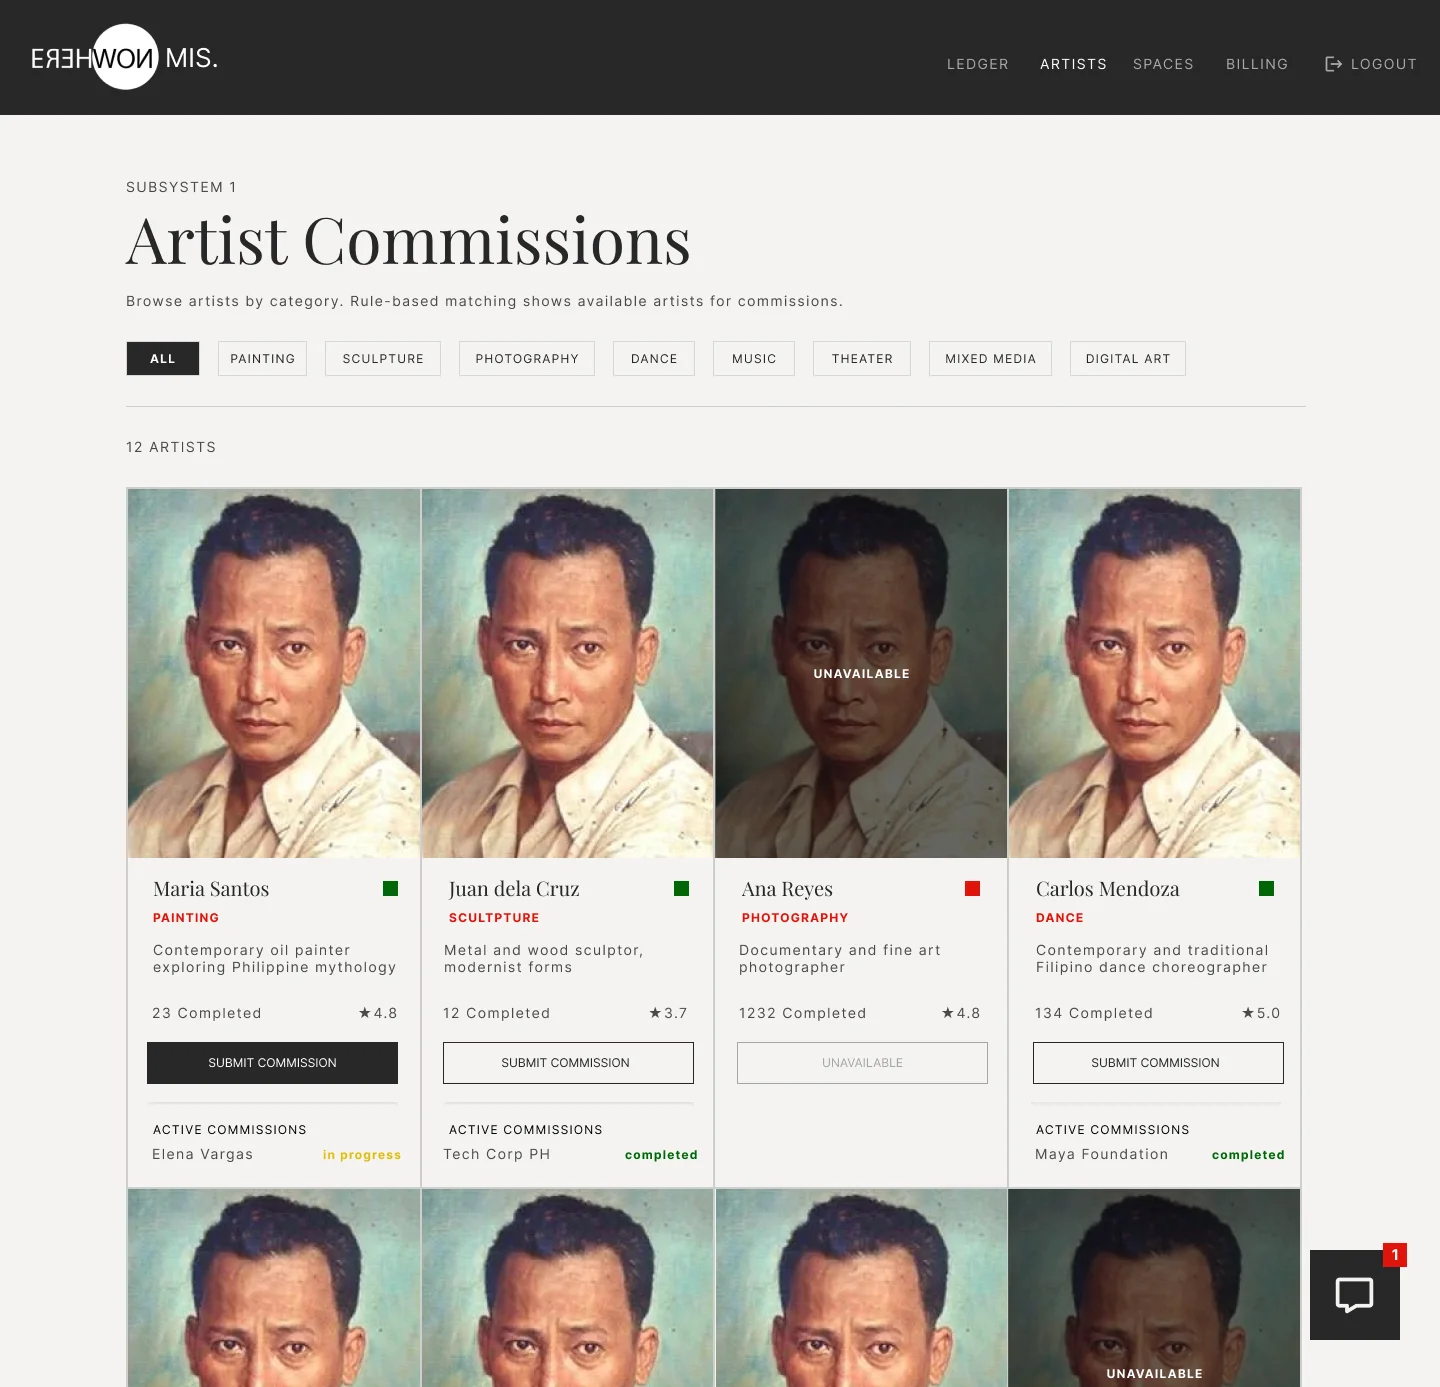 EREHWON MIS.
LEDGER ARTISTS SPACES BILLING LOGOUT
SUBSYSTEM 1
Artist Commissions
Browse artists by category. Rule-based matching shows available artists for commissions.
ALL PAINTING SCULPTURE PHOTOGRAPHY DANCE MUSIC THEATER MIXED MEDIA DIGITAL ART
12 ARTISTS
UNAVAILABLE
Maria Santos
PAINTING
Contemporary oil painter
exploring Philippine mythology
23 Completed ★4.8
SUBMIT COMMISSION
ACTIVE COMMISSIONS
Elena Vargas in progress
Juan dela Cruz
SCULTPTURE
Metal and wood sculptor,
modernist forms
12 Completed ★3.7
SUBMIT COMMISSION
ACTIVE COMMISSIONS
Tech Corp PH completed
Ana Reyes
PHOTOGRAPHY
Documentary and fine art
photographer
1232 Completed ★4.8
UNAVAILABLE
Carlos Mendoza
DANCE
Contemporary and traditional
Filipino dance choreographer
134 Completed ★5.0
SUBMIT COMMISSION
ACTIVE COMMISSIONS
Maya Foundation completed
1
UNAVAILABLE